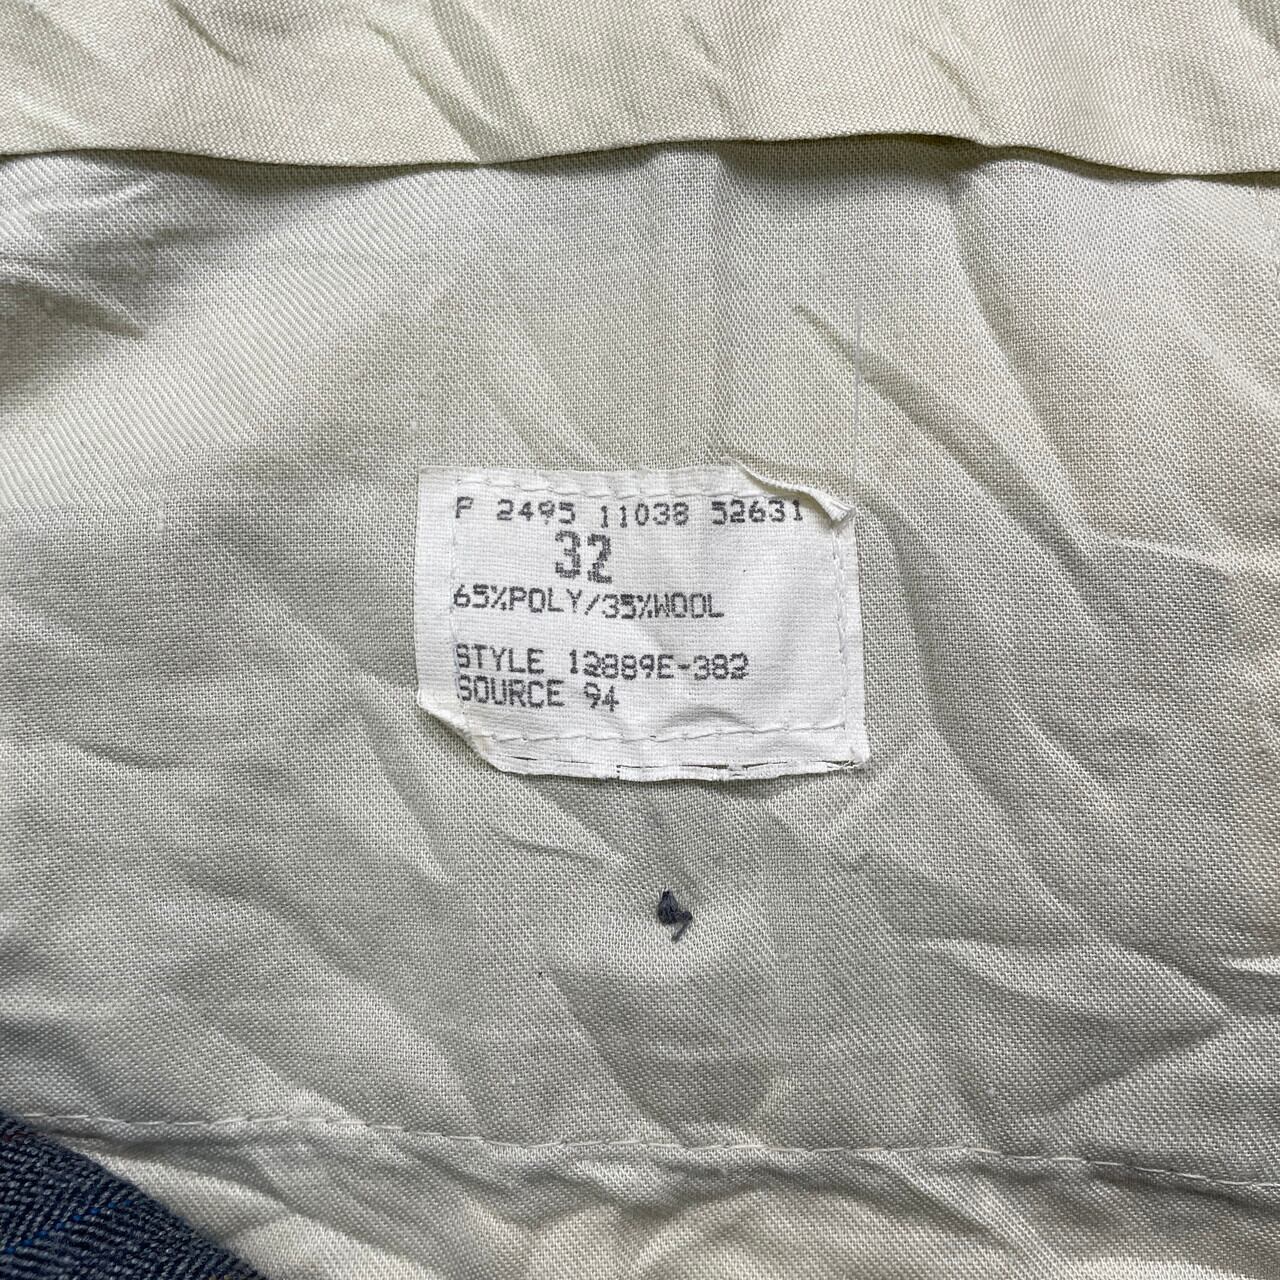 P 2495 11038 52631
32
65%POLY/35%WOOL
STYLE 12889E-382
SOURCE 94